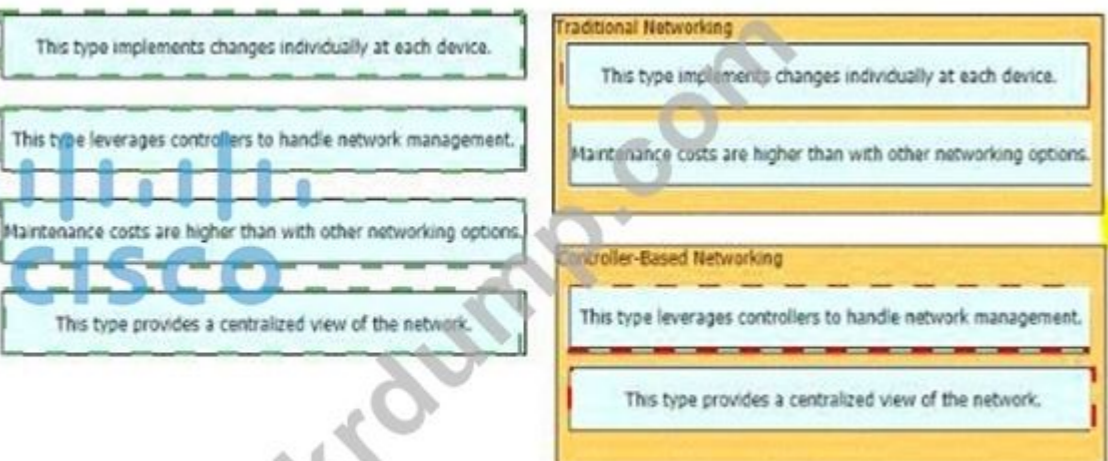 This type implements changes individually at each device.
This type leverages controllers to handle network management.
Maintenance costs are higher than with other networking options.
This type provides a centralized view of the network.
CISCO
Traditional Networking
This type implements changes individually at each device.
Maintenance costs are higher than with other networking options.
Controller-Based Networking
This type leverages controllers to handle network management.
This type provides a centralized view of the network.
krdump.com